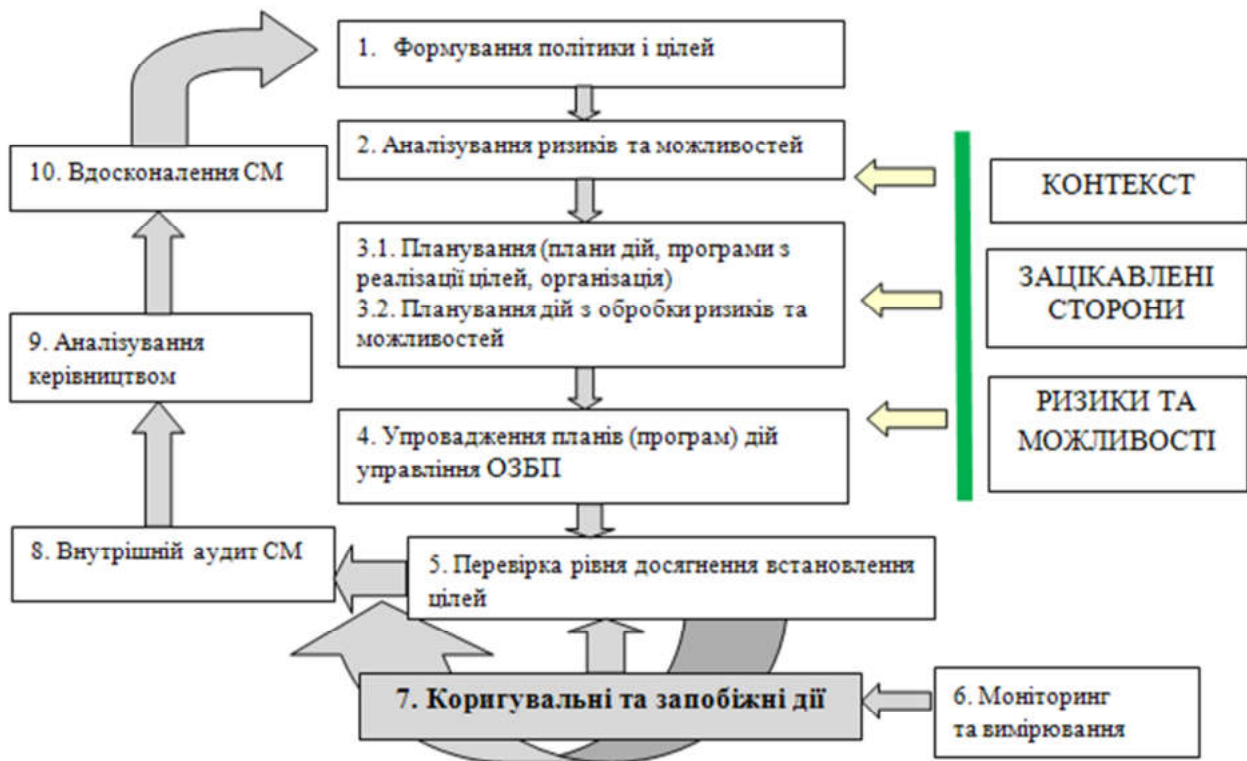 1. Формування політики і цілей
2. Аналізування ризиків та можливостей
10. Вдосконалення СМ
КОНТЕКСТ
3.1. Планування (плани дій, програми з
реалізації цілей, організація)
3.2. Планування дій з обробки ризиків та
можливостей
ЗАЦІКАВЛЕНІ
СТОРОНИ
9. Аналізування
керівництвом
РИЗИКИ ТА
МОЖЛИВОСТІ
4. Упровадження планів (програм) дій
управління ОЗБП
8. Внутрішній аудит СМ
5. Перевірка рівня досягнення встановлення
цілей
7. Коригувальні та запобіжні дії
6. Моніторинг
та вимірювання